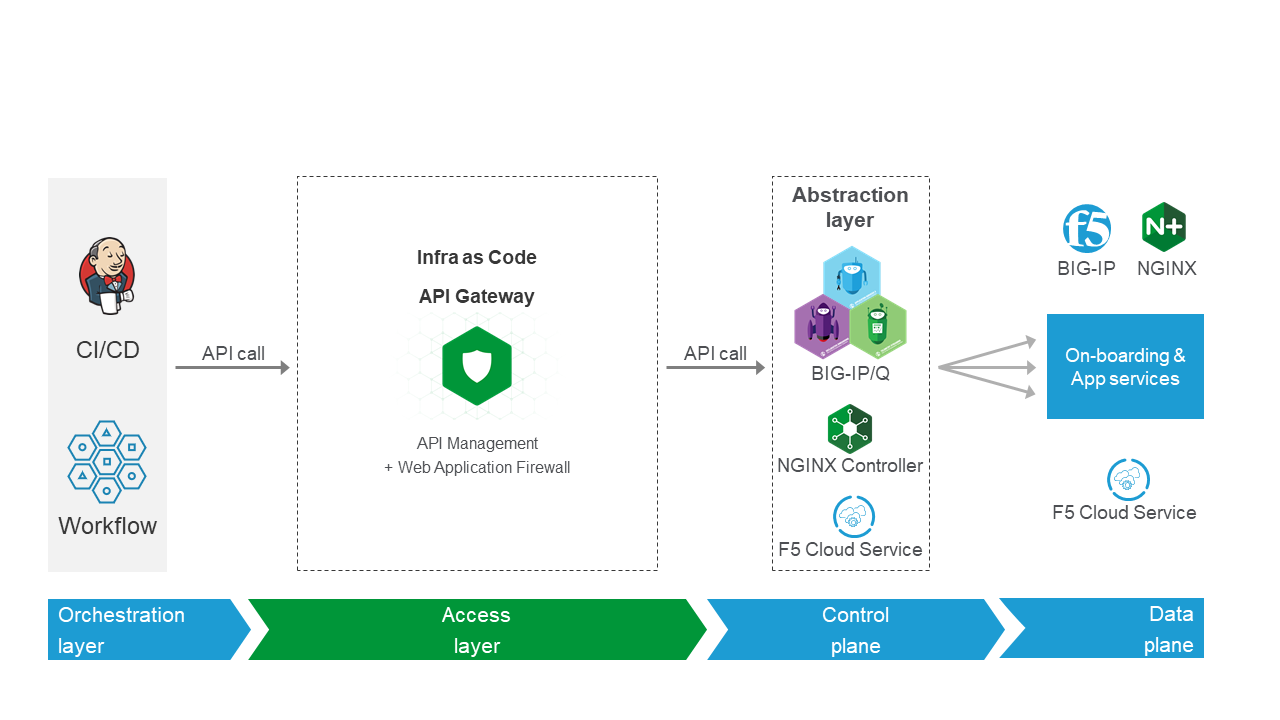 CI/CD
Workflow
API call
Infra as Code
API Gateway
API Management
+ Web Application Firewall
API call
Abstraction
layer
BIG-IP/Q
NGINX Controller
F5 Cloud Service
f5
N+
BIG-IP
NGINX
On-boarding &
App services
F5 Cloud Service
Orchestration
layer
Access
layer
Control
plane
Data
plane